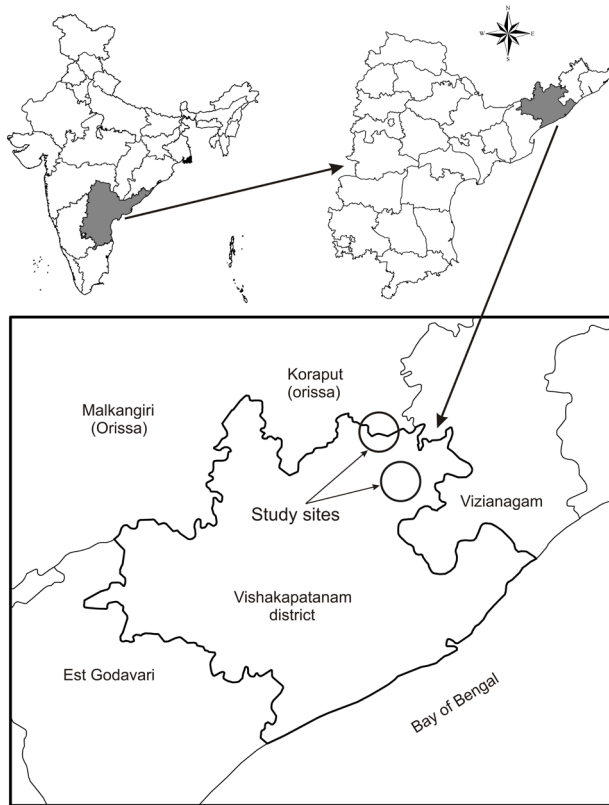 N
W E
S
Koraput
(orissa)
Malkangiri
(Orissa)
Vizianagam
Study sites
Vishakapatanam
district
Est Godavari
Bay of Bengal